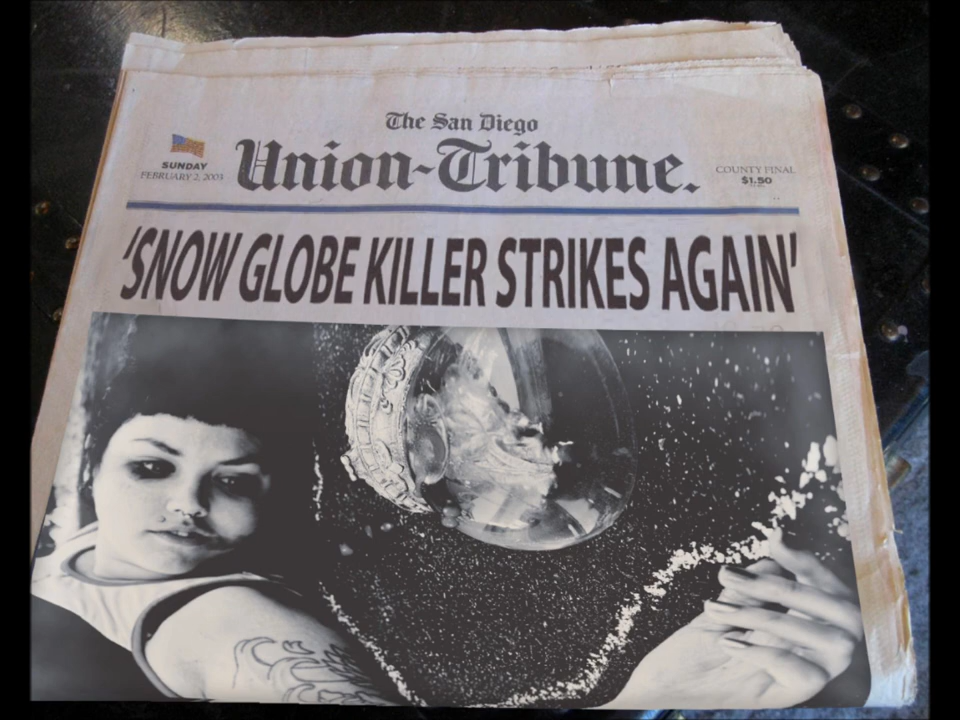 The San Diego
Union-Tribune.
SUNDAY
FEBRUARY 2, 2003
COUNTY FINAL
$1.50
'SNOW GLOBE KILLER STRIKES AGAIN'